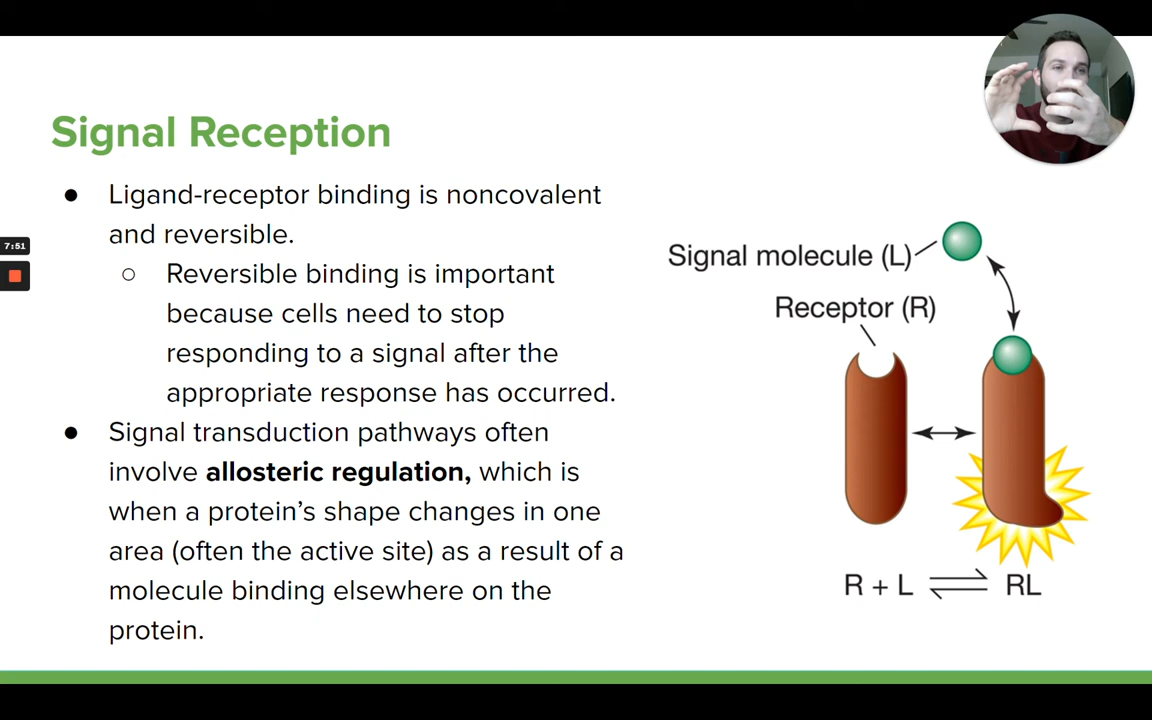 Signal Reception
● Ligand-receptor binding is noncovalent
and reversible.
○ Reversible binding is important
because cells need to stop
responding to a signal after the
appropriate response has occurred.
● Signal transduction pathways often
involve allosteric regulation, which is
when a protein’s shape changes in one
area (often the active site) as a result of a
molecule binding elsewhere on the
protein.
7:51
Signal molecule (L)
Receptor (R)
R + L ⇌ RL